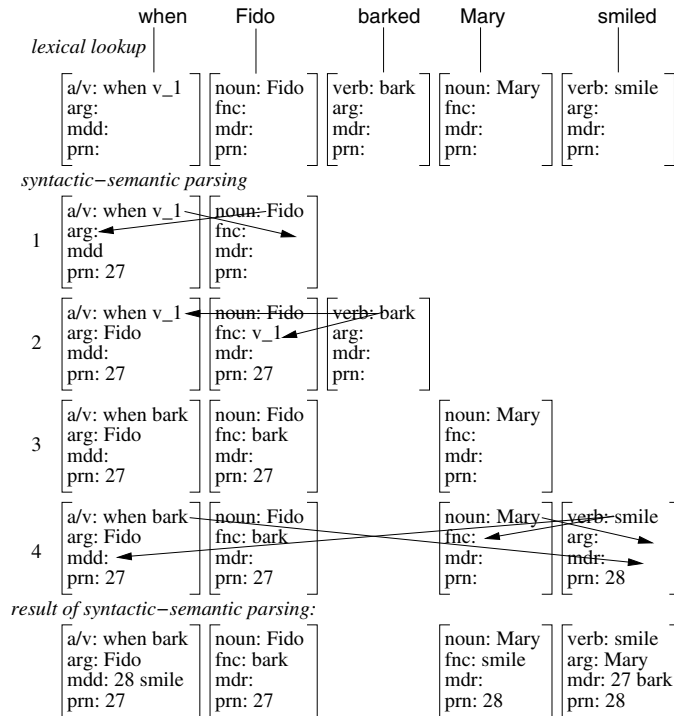 when Fido barked Mary smiled
lexical lookup
a/v: when v_1 noun: Fido verb: bark noun: Mary verb: smile
arg: fnc: arg: fnc: arg:
mdd: mdr: mdr: mdr: mdr:
prn: prn: prn: prn: prn:
syntactic−semantic parsing
a/v: when v_1 noun: Fido
1 arg: fnc:
mdd mdr:
prn: 27 prn:
a/v: when v_1 noun: Fido verb: bark
2 arg: Fido fnc: v_1 arg:
mdd: mdr: mdr:
prn: 27 prn: 27 prn:
a/v: when bark noun: Fido noun: Mary
3 arg: Fido fnc: bark fnc:
mdd: mdr: mdr:
prn: 27 prn: 27 prn:
a/v: when bark noun: Fido noun: Mary verb: smile
4 arg: Fido fnc: bark fnc: arg:
mdd: mdr: mdr: mdr:
prn: 27 prn: 27 prn: prn: 28
result of syntactic−semantic parsing:
a/v: when bark noun: Fido noun: Mary verb: smile
arg: Fido fnc: bark fnc: smile arg: Mary
mdd: 28 smile mdr: mdr: mdr: 27 bark
prn: 27 prn: 27 prn: 28 prn: 28